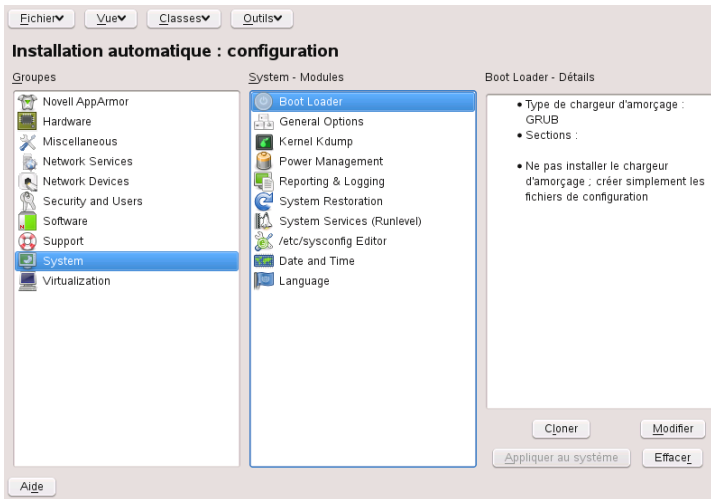 Fichier Vue Classes Outils
Installation automatique : configuration
Groupes
Novell AppArmor
Hardware
Miscellaneous
Network Services
Network Devices
Security and Users
Software
Support
System
Virtualization
System - Modules
Boot Loader
General Options
Kernel Kdump
Power Management
Reporting & Logging
System Restoration
System Services (Runlevel)
/etc/sysconfig Editor
Date and Time
Language
Boot Loader - Détails
• Type de chargeur d'amorçage :
GRUB
• Sections :
• Ne pas installer le chargeur
d'amorçage ; créer simplement les
fichiers de configuration
Cloner Modifier
Appliquer au système Effacer
Aide